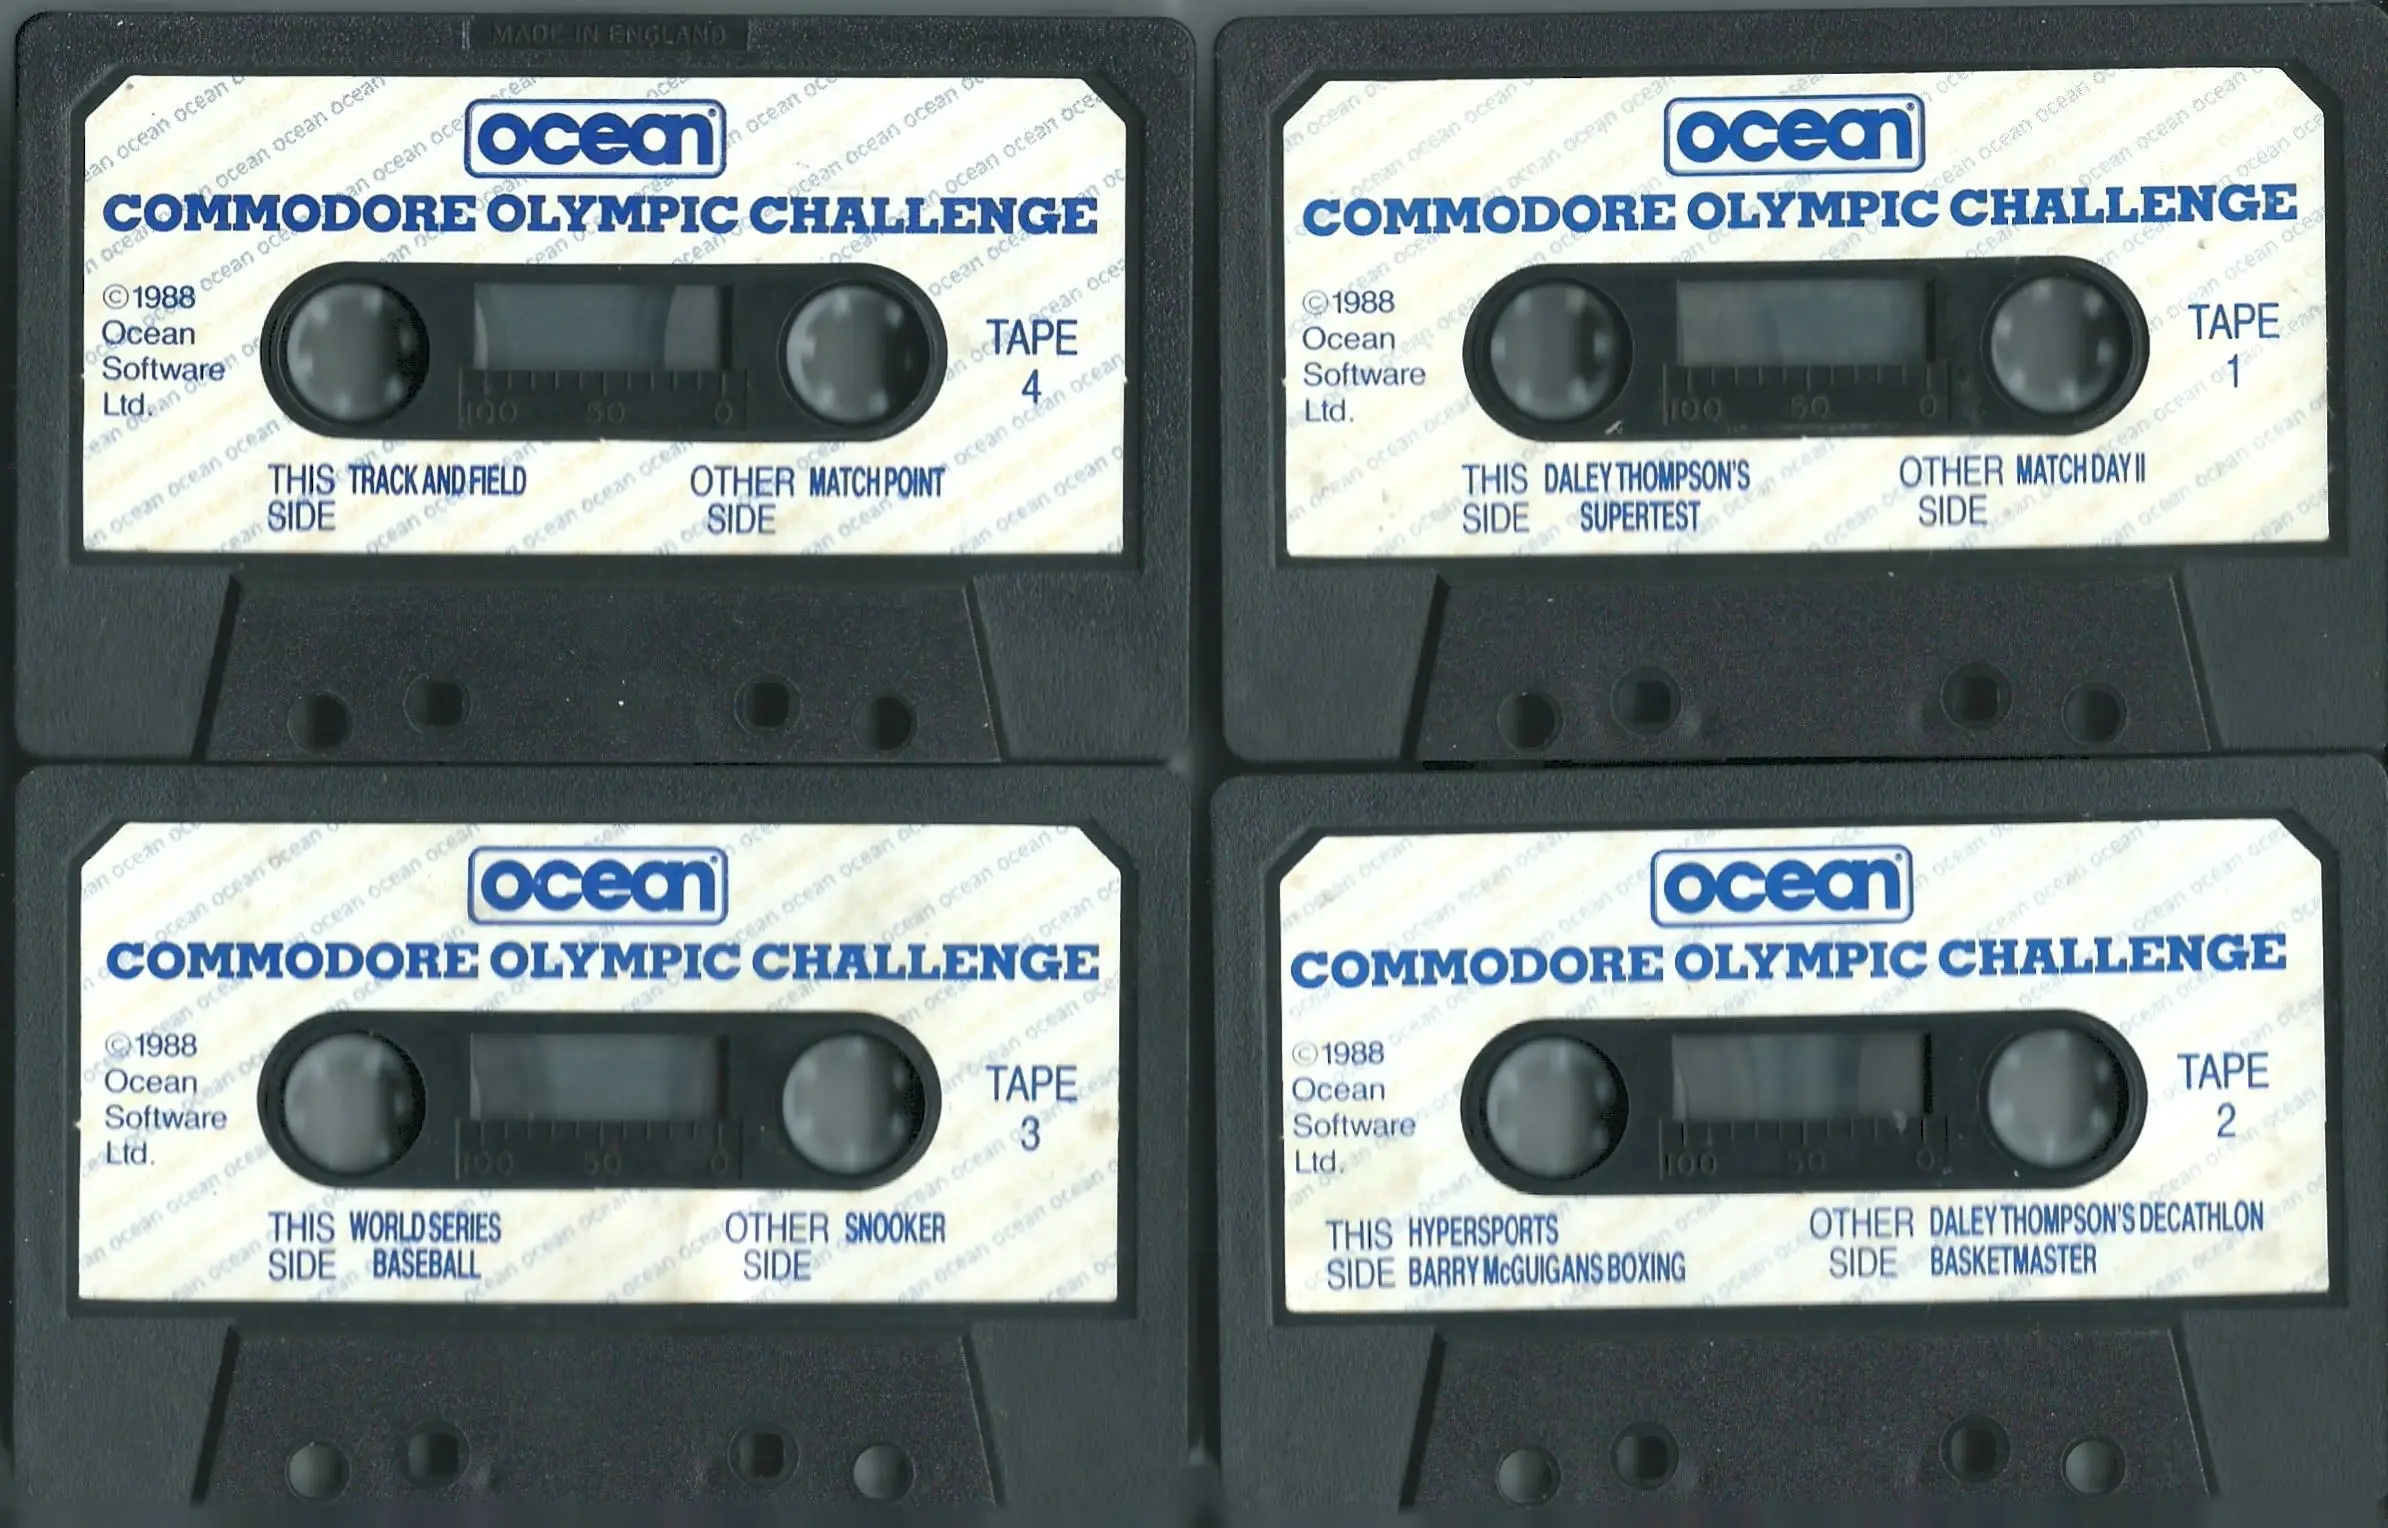 MADE IN ENGLAND
ocean
COMMODORE OLYMPIC CHALLENGE
©1988
Ocean
Software
Ltd.
TAPE
4
100 50 0
THIS TRACK AND FIELD
SIDE
OTHER MATCH POINT
SIDE
ocean
COMMODORE OLYMPIC CHALLENGE
©1988
Ocean
Software
Ltd.
TAPE
1
100 50 0
THIS DALEY THOMPSON'S
SIDE SUPERTEST
OTHER MATCH DAY II
SIDE
ocean
COMMODORE OLYMPIC CHALLENGE
©1988
Ocean
Software
Ltd.
TAPE
3
100 50 0
THIS WORLD SERIES
SIDE BASEBALL
OTHER SNOOKER
SIDE
ocean
COMMODORE OLYMPIC CHALLENGE
©1988
Ocean
Software
Ltd.
TAPE
2
100 50 0
THIS HYPERSPORTS
SIDE BARRY McGUIGANS BOXING
OTHER DALEY THOMPSON'S DECATHLON
SIDE BASKETMASTER